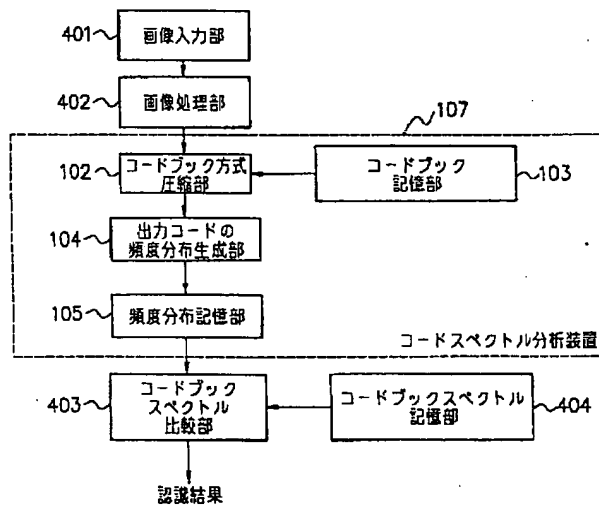 401
画像入力部
402
画像処理部
107
102
コードブック方式
圧縮部
コードブック
記憶部
103
104
出力コードの
頻度分布生成部
105
頻度分布記憶部
コードスペクトル分析装置
403
コードブック
スペクトル
比較部
コードブックスペクトル
記憶部
404
認識結果